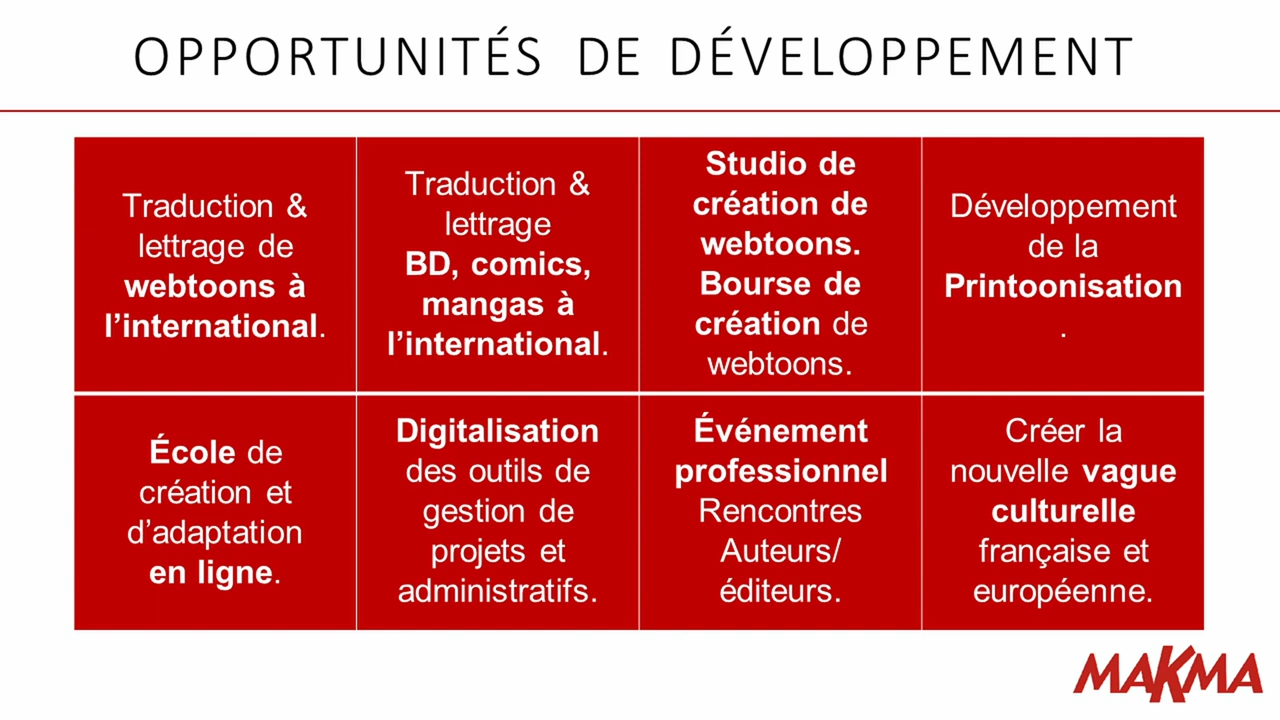 OPPORTUNITÉS DE DÉVELOPPEMENT
Traduction &
lettrage de
webtoons à
l’international.
Traduction &
lettrage
BD, comics,
mangas à
l’international.
Studio de
création de
webtoons.
Bourse de
création de
webtoons.
Développement
de la
Printoonisation
.
École de
création et
d’adaptation
en ligne.
Digitalisation
des outils de
gestion de
projets et
administratifs.
Événement
professionnel
Rencontres
Auteurs/
éditeurs.
Créer la
nouvelle vague
culturelle
française et
européenne.
MAKMA